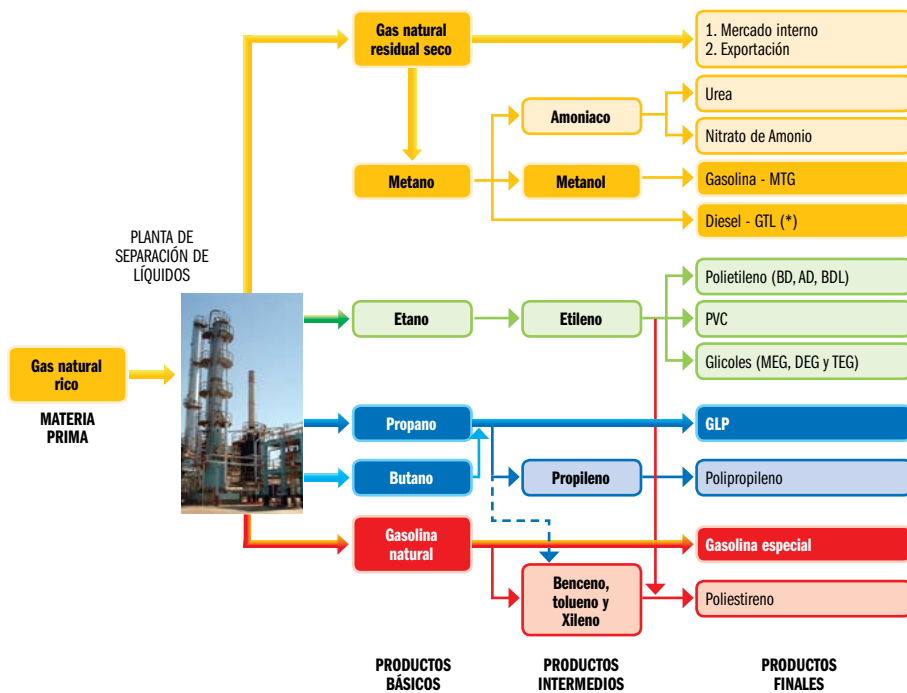 Gas natural
residual seco
1. Mercado interno
2. Exportación
Amoniaco
Urea
Nitrato de Amonio
Metano
Metanol
Gasolina - MTG
Diesel - GTL (*)
PLANTA DE
SEPARACIÓN DE
LÍQUIDOS
Gas natural
rico
MATERIA
PRIMA
Etano
Etileno
Polietileno (BD, AD, BDL)
PVC
Glicoles (MEG, DEG y TEG)
Propano
GLP
Butano
Propileno
Polipropileno
Gasolina
natural
Gasolina especial
Benceno,
tolueno y
Xileno
Poliestireno
PRODUCTOS
BÁSICOS
PRODUCTOS
INTERMEDIOS
PRODUCTOS
FINALES